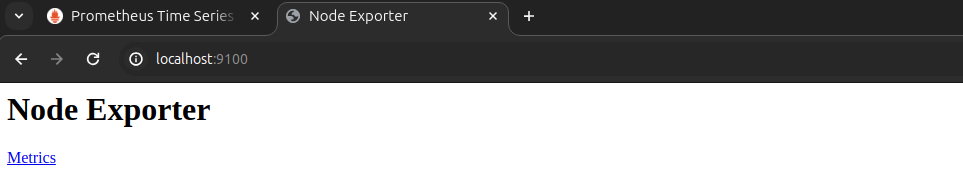 Prometheus Time Series
Node Exporter
localhost:9100
Node Exporter
Metrics